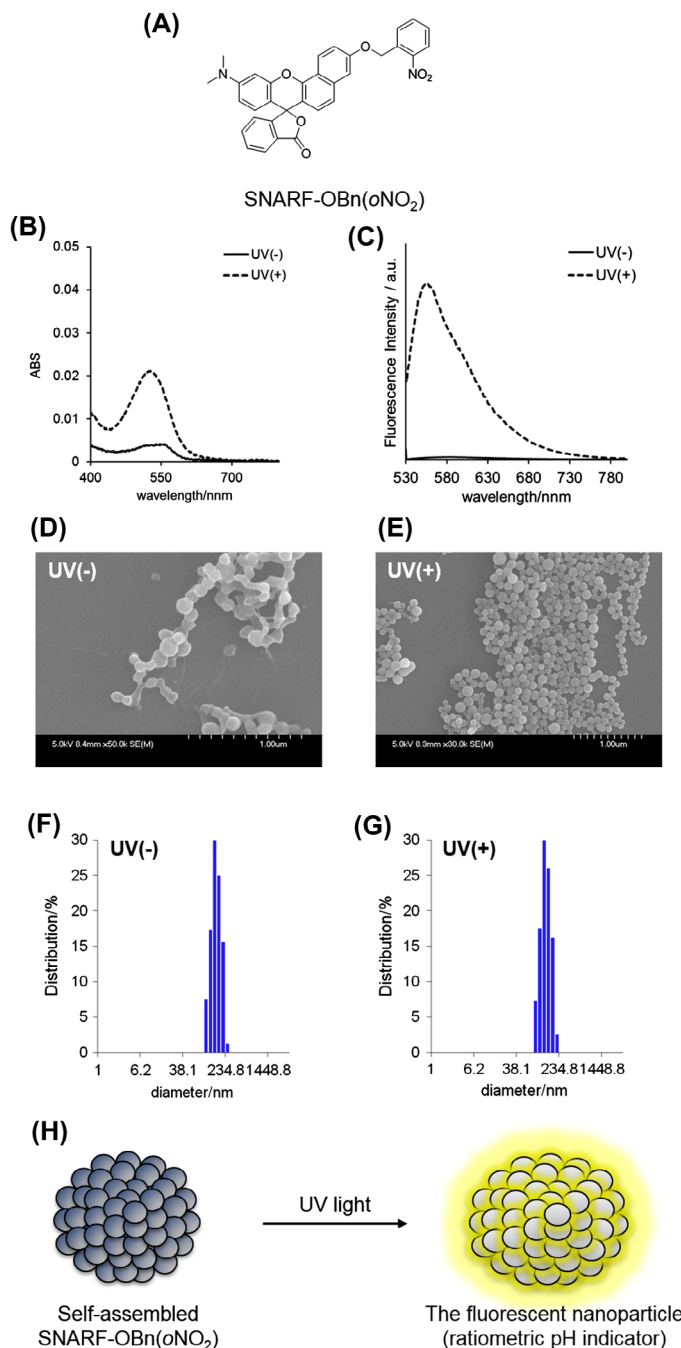 (A)
O
N
O
NO₂
O
O
SNARF-OBn(oNO₂)
(B)
UV(-)
UV(+)
0.05
0.04
0.03
0.02
0.01
0
ABS
400
550
700
wavelength/nnm
(C)
UV(-)
UV(+)
Fluorescence Intensity / a.u.
530
580
630
680
730
780
wavelength/nnm
(D)
UV(-)
5.0kV 8.4mm x50.0k SE(M)
1.00um
(E)
UV(+)
5.0kV 8.3mm x30.0k SE(M)
1.00um
(F)
UV(-)
30
25
20
15
10
5
0
Distribution/%
1
6.2
38.1
234.8
1448.8
diameter/nm
(G)
UV(+)
30
25
20
15
10
5
0
Distribution/%
1
6.2
38.1
234.8
1448.8
diameter/nm
(H)
UV light
Self-assembled
SNARF-OBn(oNO₂)
The fluorescent nanoparticle
(ratiometric pH indicator)